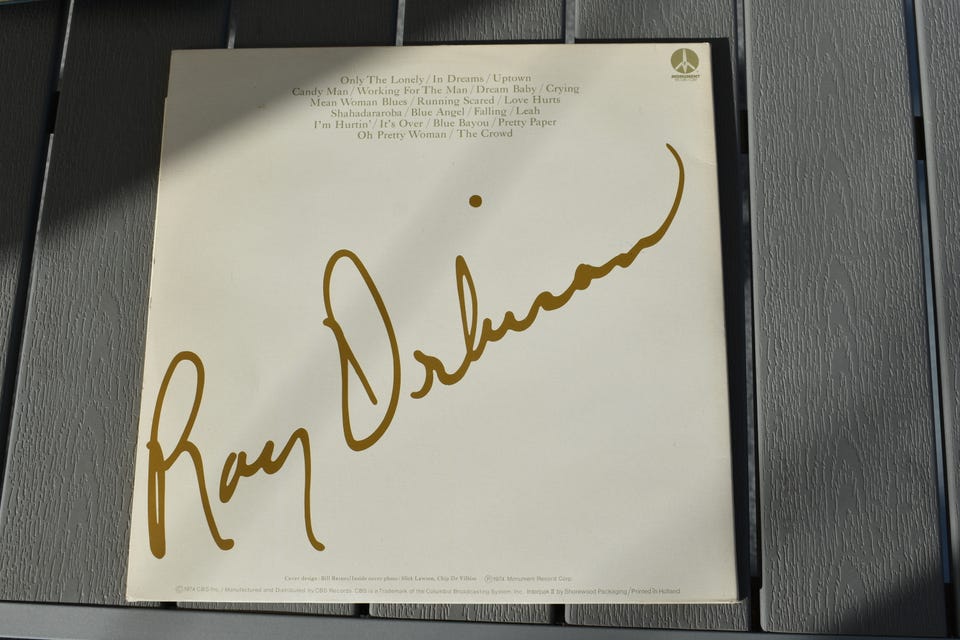 Only The Lonely / In Dreams / Uptown
Candy Man / Working For The Man / Dream Baby / Crying
Mean Woman Blues / Running Scared / Love Hurts
Shahadararoba / Blue Angel / Falling / Leah
I'm Hurtin' / It's Over / Blue Bayou / Pretty Paper
Oh Pretty Woman / The Crowd
MONUMENT
Roy Orbison
Cover design : Bill Barnes / Inside cover photo : Slick Lawson, Chip De Villiss Ⓟ 1974 Monument Record Corp.
© 1974 CBS Inc. / Manufactured and Distributed by CBS Records. CBS is a Trademark of the Columbia Broadcasting System Inc. Interpak II by Shorewood Packaging / Printed in Holland